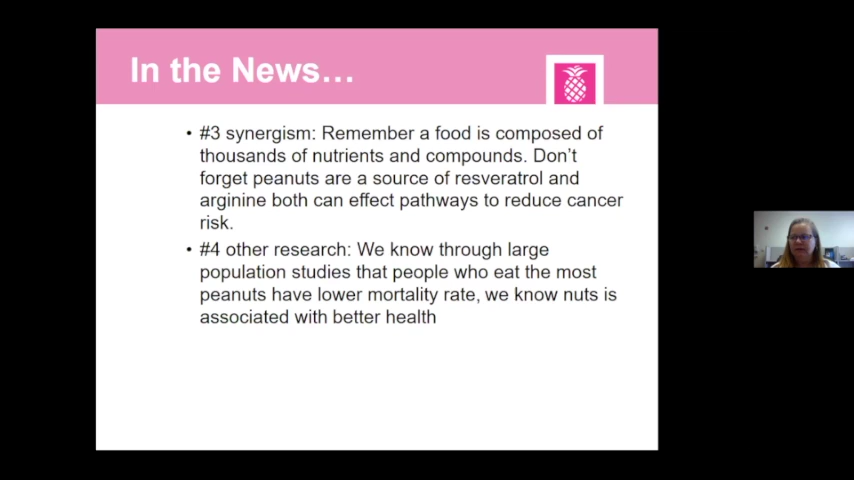 In the News…
• #3 synergism: Remember a food is composed of
thousands of nutrients and compounds. Don't
forget peanuts are a source of resveratrol and
arginine both can effect pathways to reduce cancer
risk.
• #4 other research: We know through large
population studies that people who eat the most
peanuts have lower mortality rate, we know nuts is
associated with better health